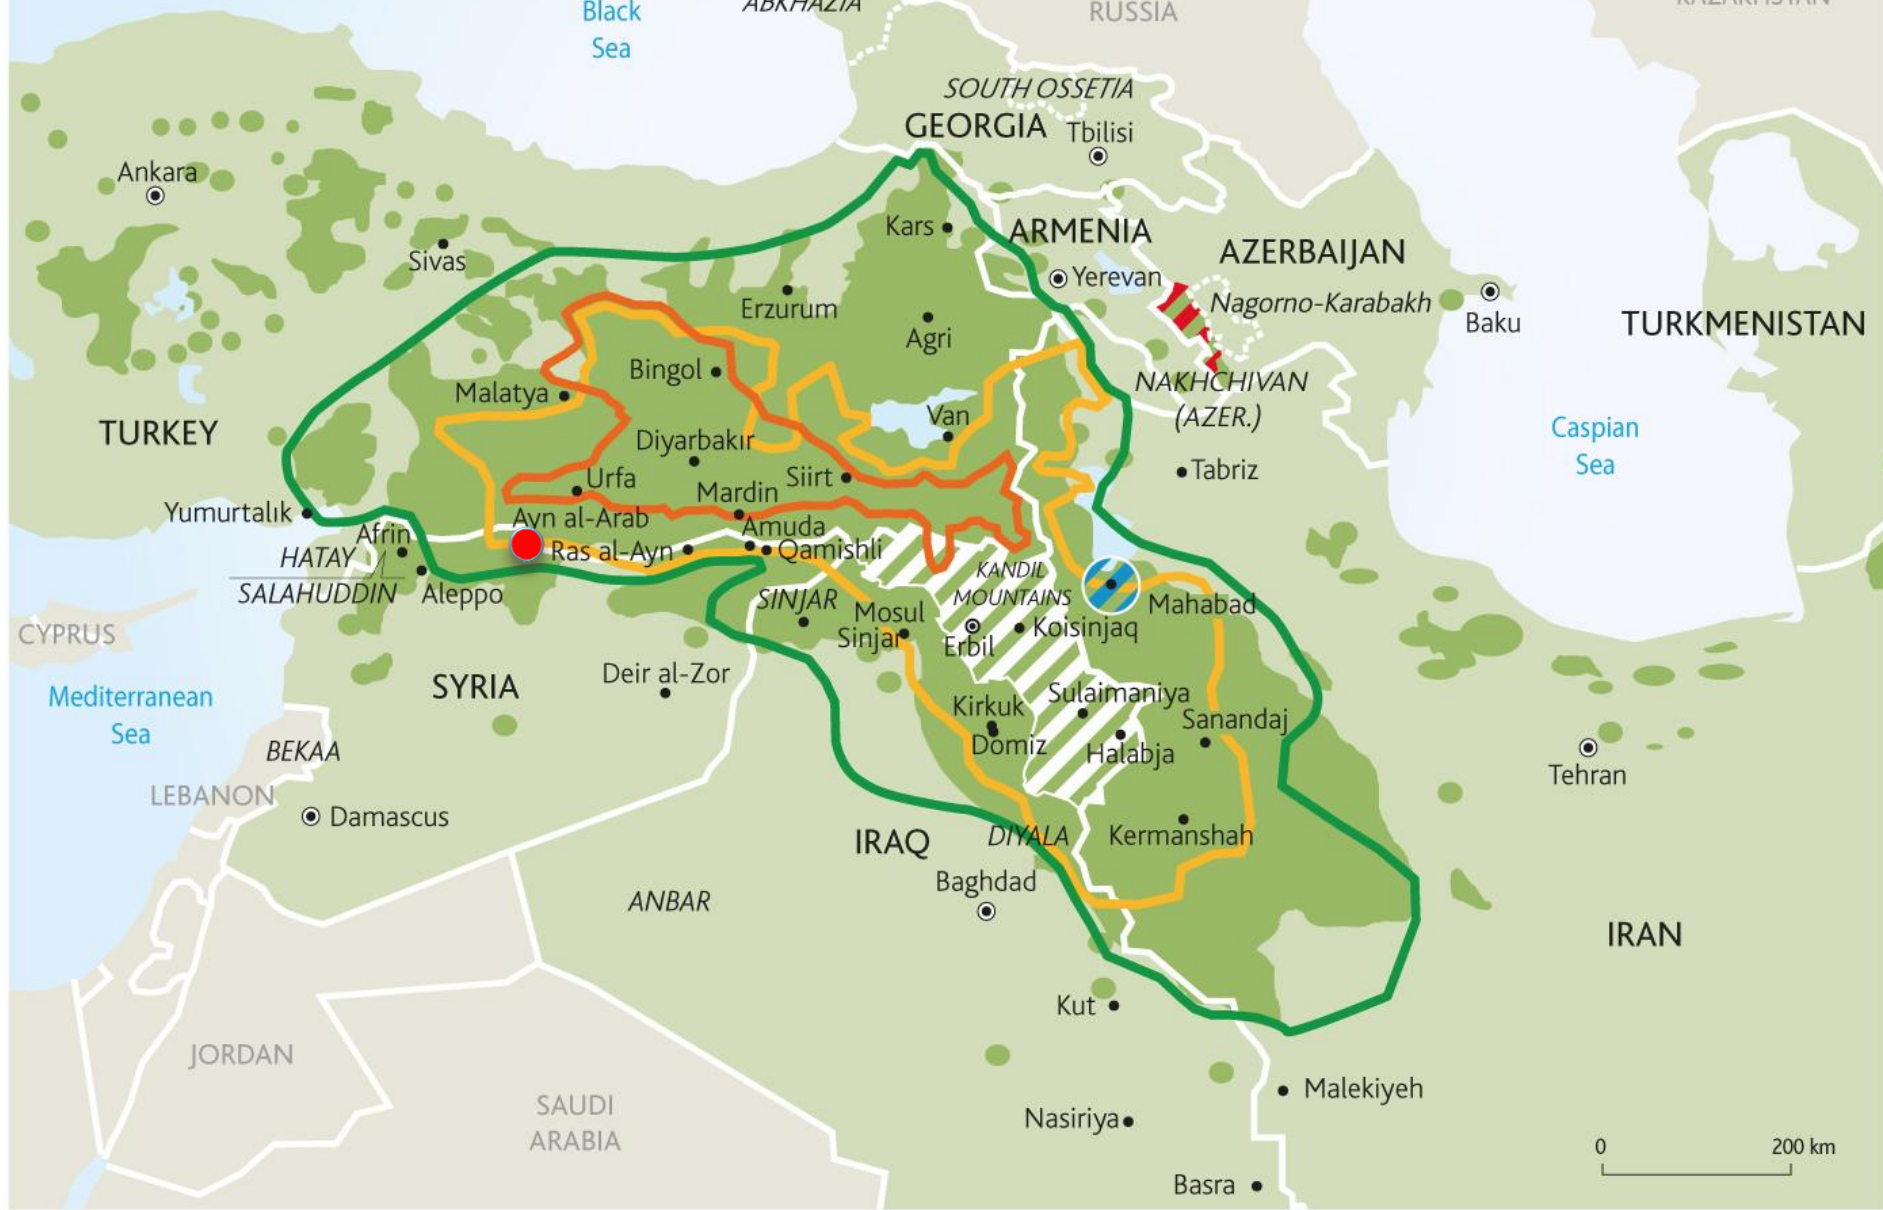 Black
Sea
ABKHAZIA
RUSSIA
KAZAKHSTAN
SOUTH OSSETIA
GEORGIA
Tbilisi
Ankara
Kars
ARMENIA
AZERBAIJAN
Sivas
Yerevan
Erzurum
Nagorno-Karabakh
Baku
TURKMENISTAN
Agri
Bingol
Malatya
NAKHCHIVAN
(AZER.)
Van
TURKEY
Caspian
Sea
Diyarbakır
Tabriz
Urfa
Siirt
Mardin
Yumurtalık
Ayn al-Arab
Amuda
Afrin
HATAY
Ras al-Ayn
Qamishli
KANDIL
MOUNTAINS
SALAHUDDIN
Aleppo
SINJAR
Mahabad
Mosul
CYPRUS
Sinjar
Erbil
Koisinjaq
Deir al-Zor
SYRIA
Mediterranean
Sea
Sulaimaniya
Kirkuk
Sanandaj
Domiz
Halabja
BEKAA
Tehran
LEBANON
Damascus
DIYALA
Kermanshah
IRAQ
Baghdad
ANBAR
IRAN
Kut
JORDAN
Malekiyeh
SAUDI
ARABIA
Nasiriya
0 200 km
Basra